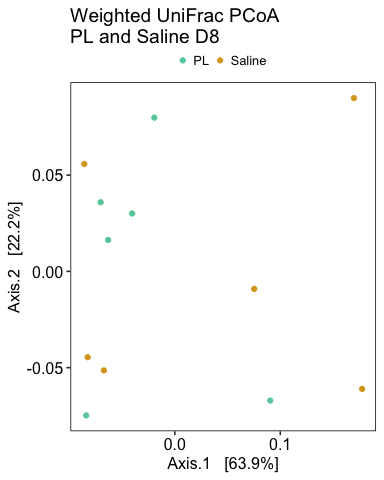 Weighted UniFrac PCoA
PL and Saline D8
PL Saline
Axis.2 [22.2%]
0.05
0.00
-0.05
0.0 0.1
Axis.1 [63.9%]